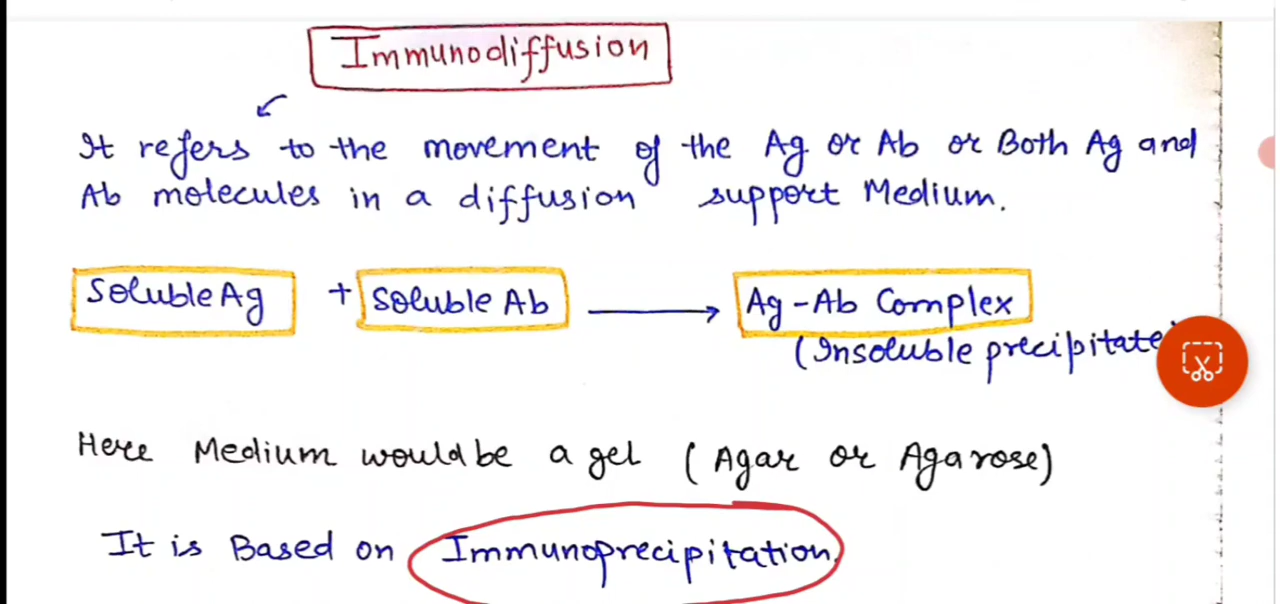 Immunodiffusion
It refers to the movement of the Ag or Ab or Both Ag and
Ab molecules in a diffusion support Medium.
Soluble Ag + Soluble Ab → Ag-Ab Complex
(Insoluble precipitate
Here Medium would be a gel (Agar or Agarose)
It is Based on Immunoprecipitation.